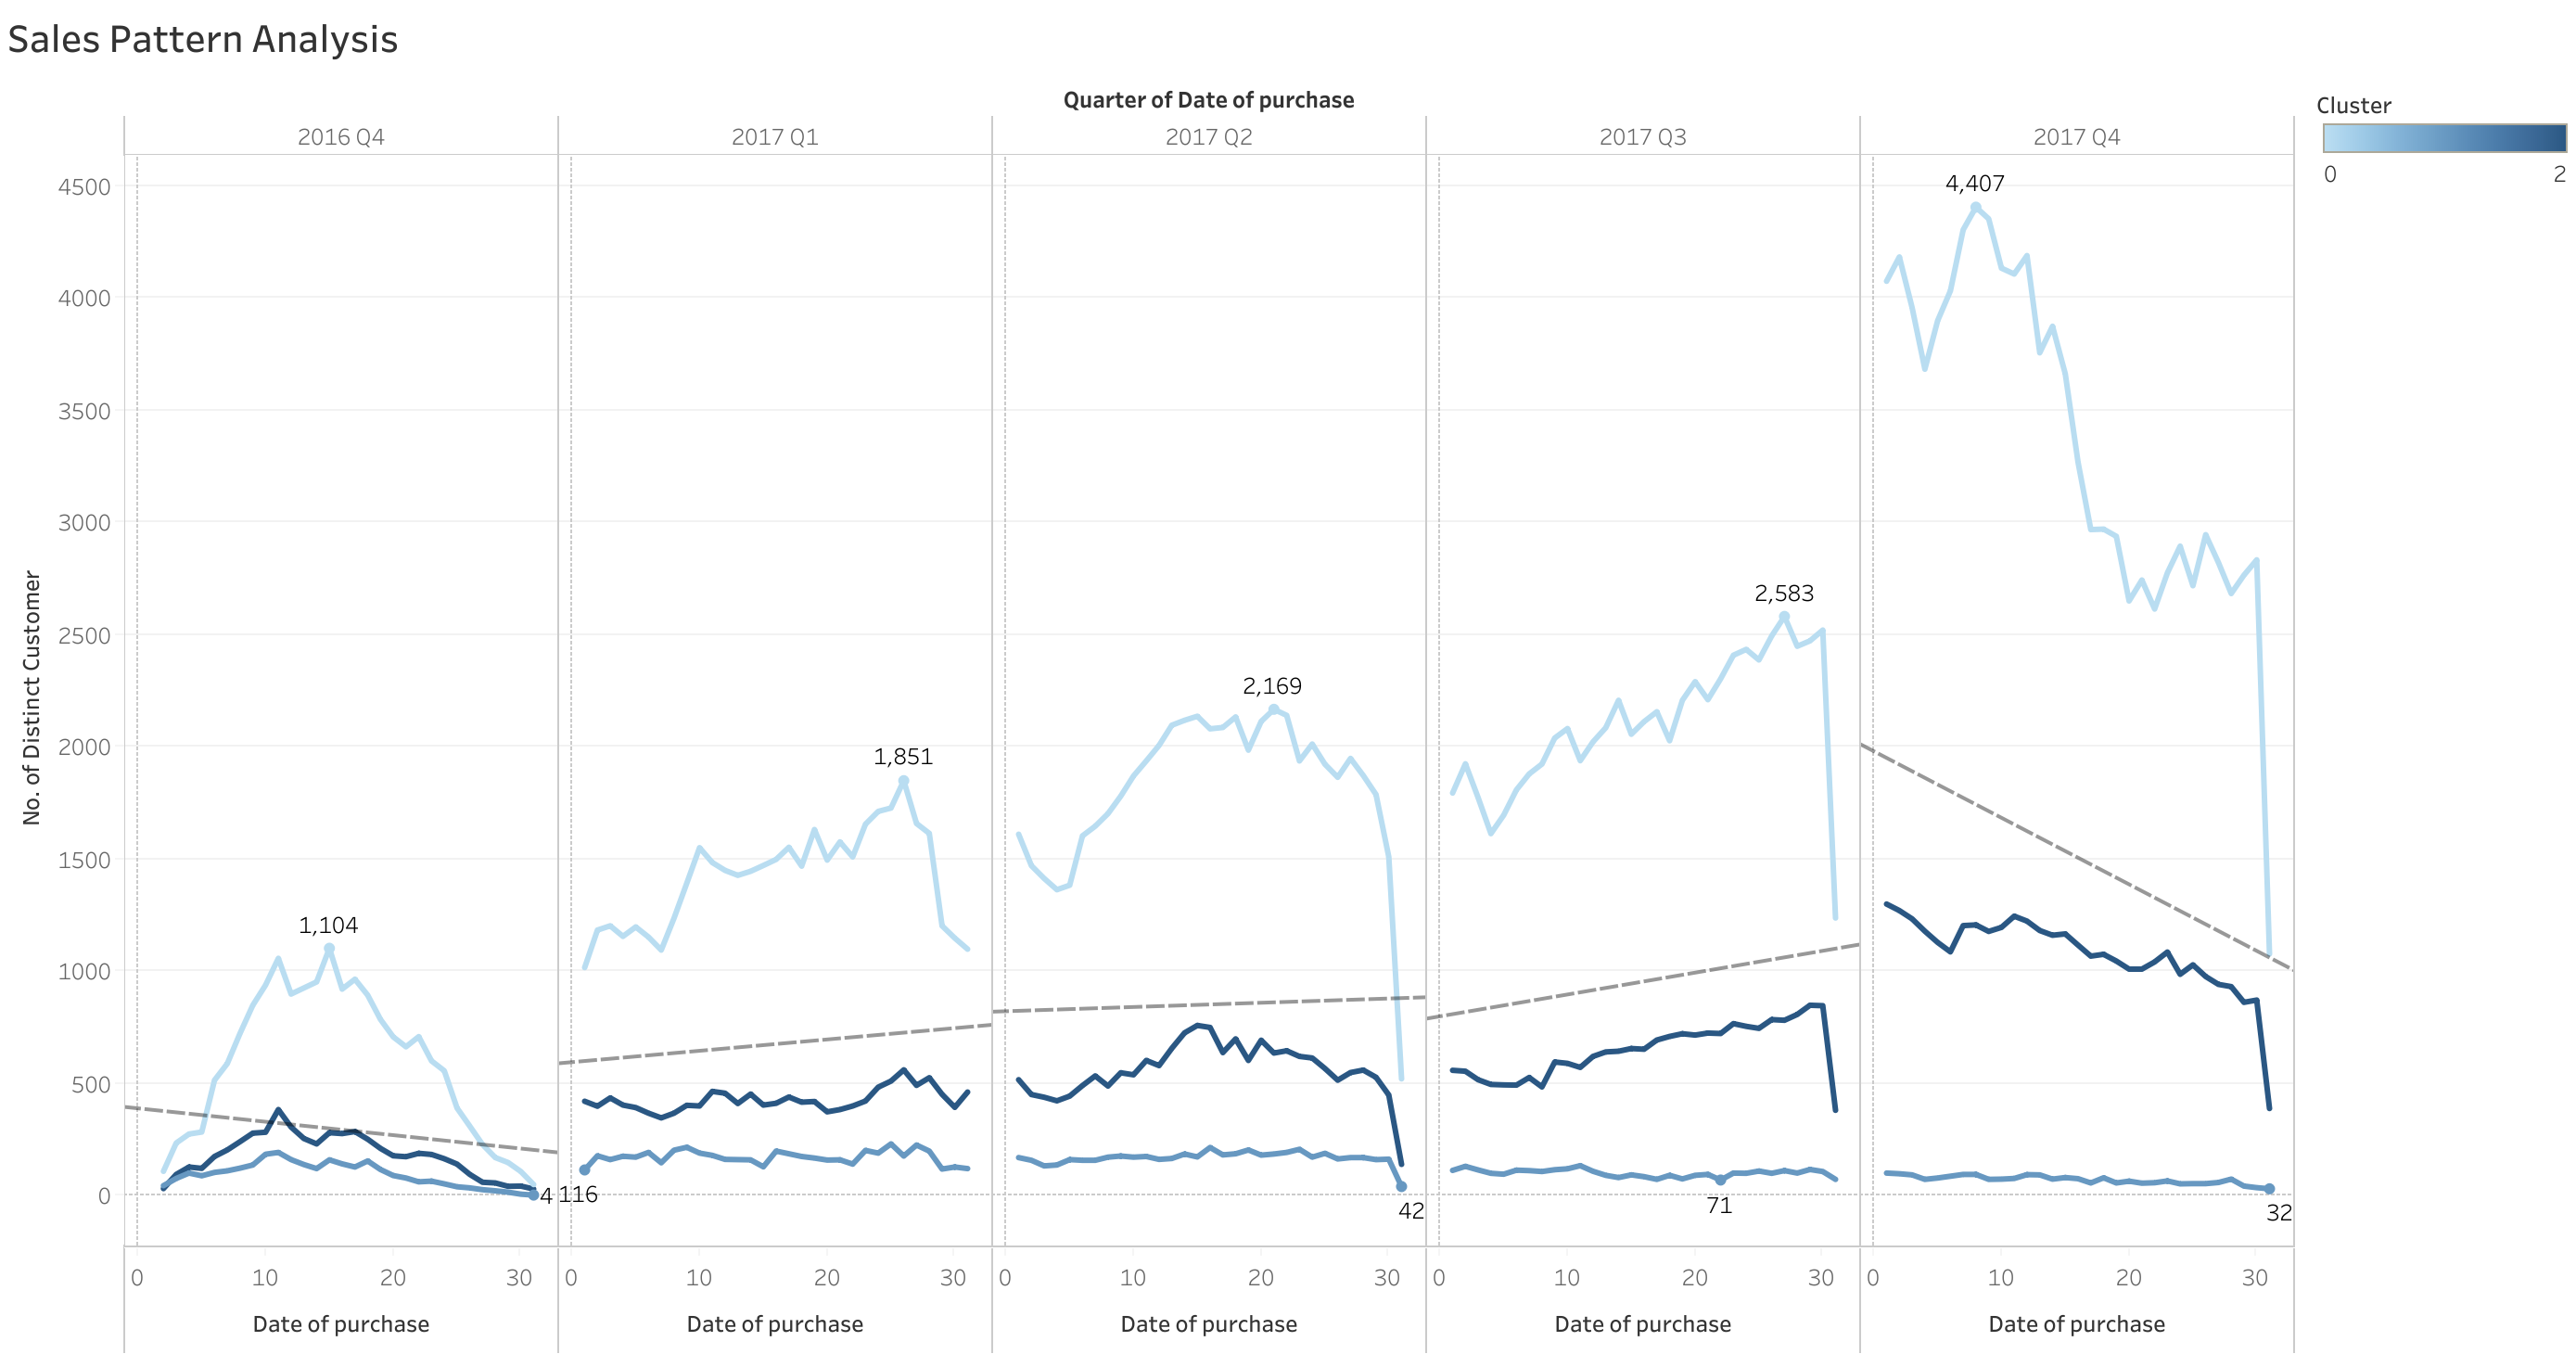 Sales Pattern Analysis
Quarter of Date of purchase
2016 Q4 2017 Q1 2017 Q2 2017 Q3 2017 Q4
Cluster
0 2
No. of Distinct Customer
4500
4000
3500
3000
2500
2000
1500
1000
500
0
4,407
2,583
2,169
1,851
1,104
4 116
42
71
32
0 10 20 30 0 10 20 30 0 10 20 30 0 10 20 30 0 10 20 30
Date of purchase Date of purchase Date of purchase Date of purchase Date of purchase